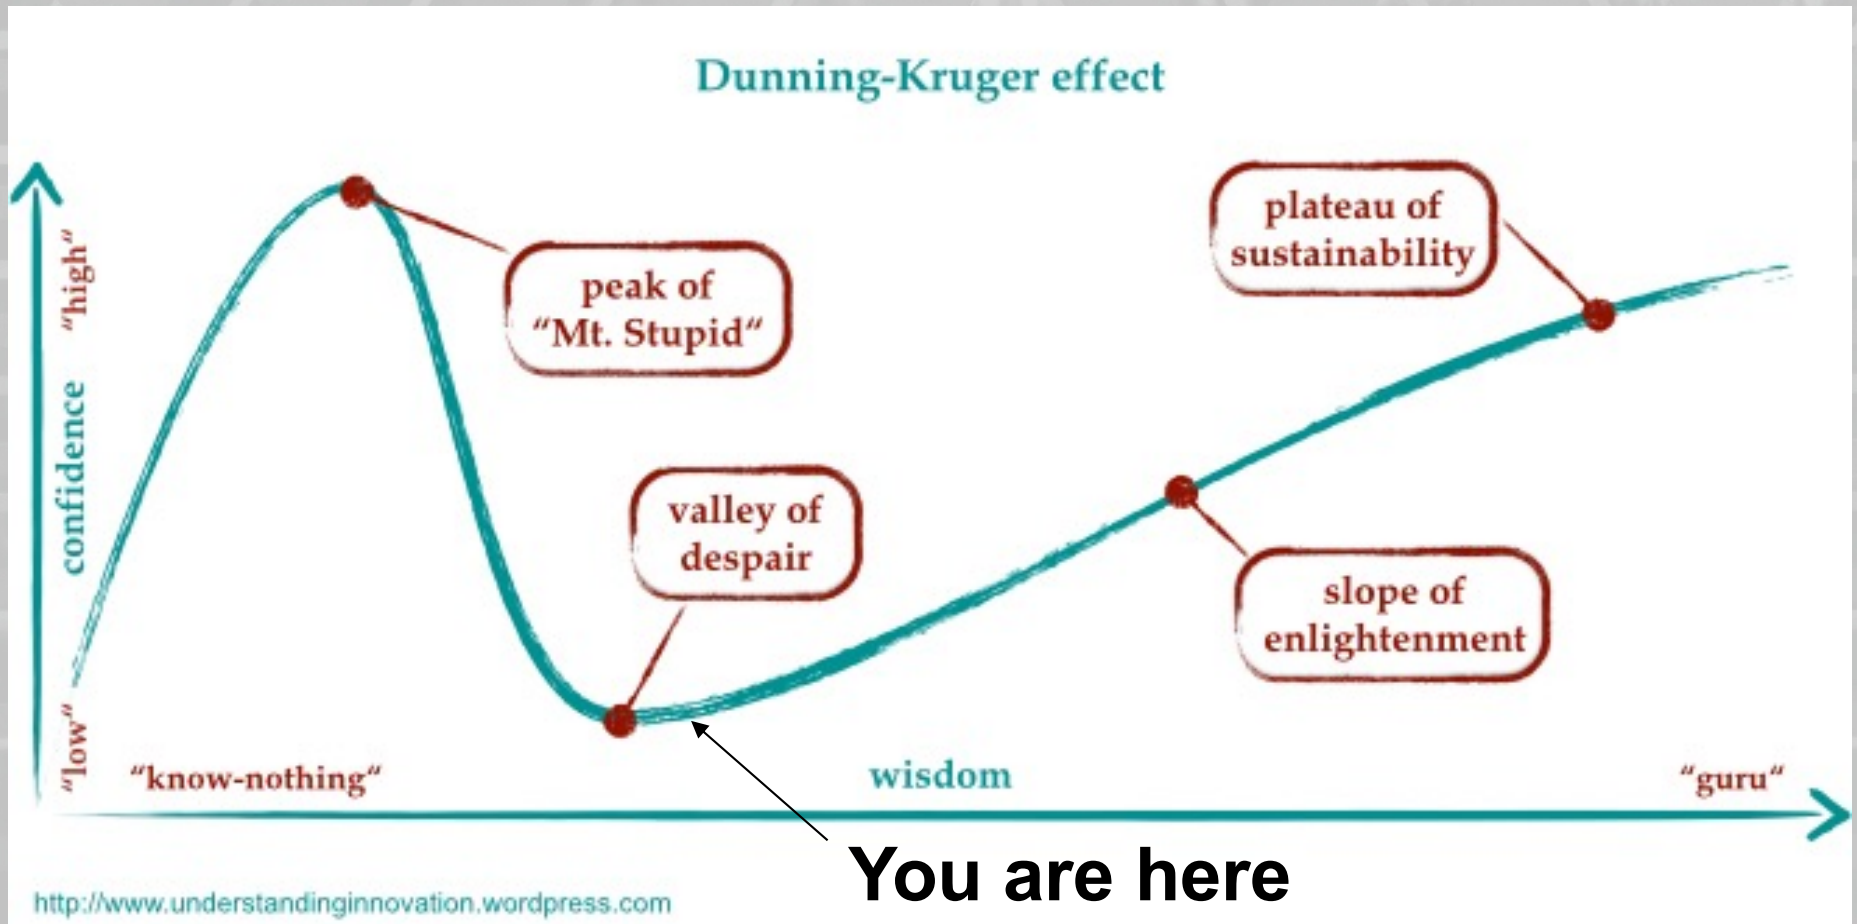 Dunning-Kruger effect
"high"
confidence
"low"
peak of
“Mt. Stupid“
plateau of
sustainability
valley of
despair
slope of
enlightenment
“know-nothing“
wisdom
“guru“
You are here
http://www.understandinginnovation.wordpress.com